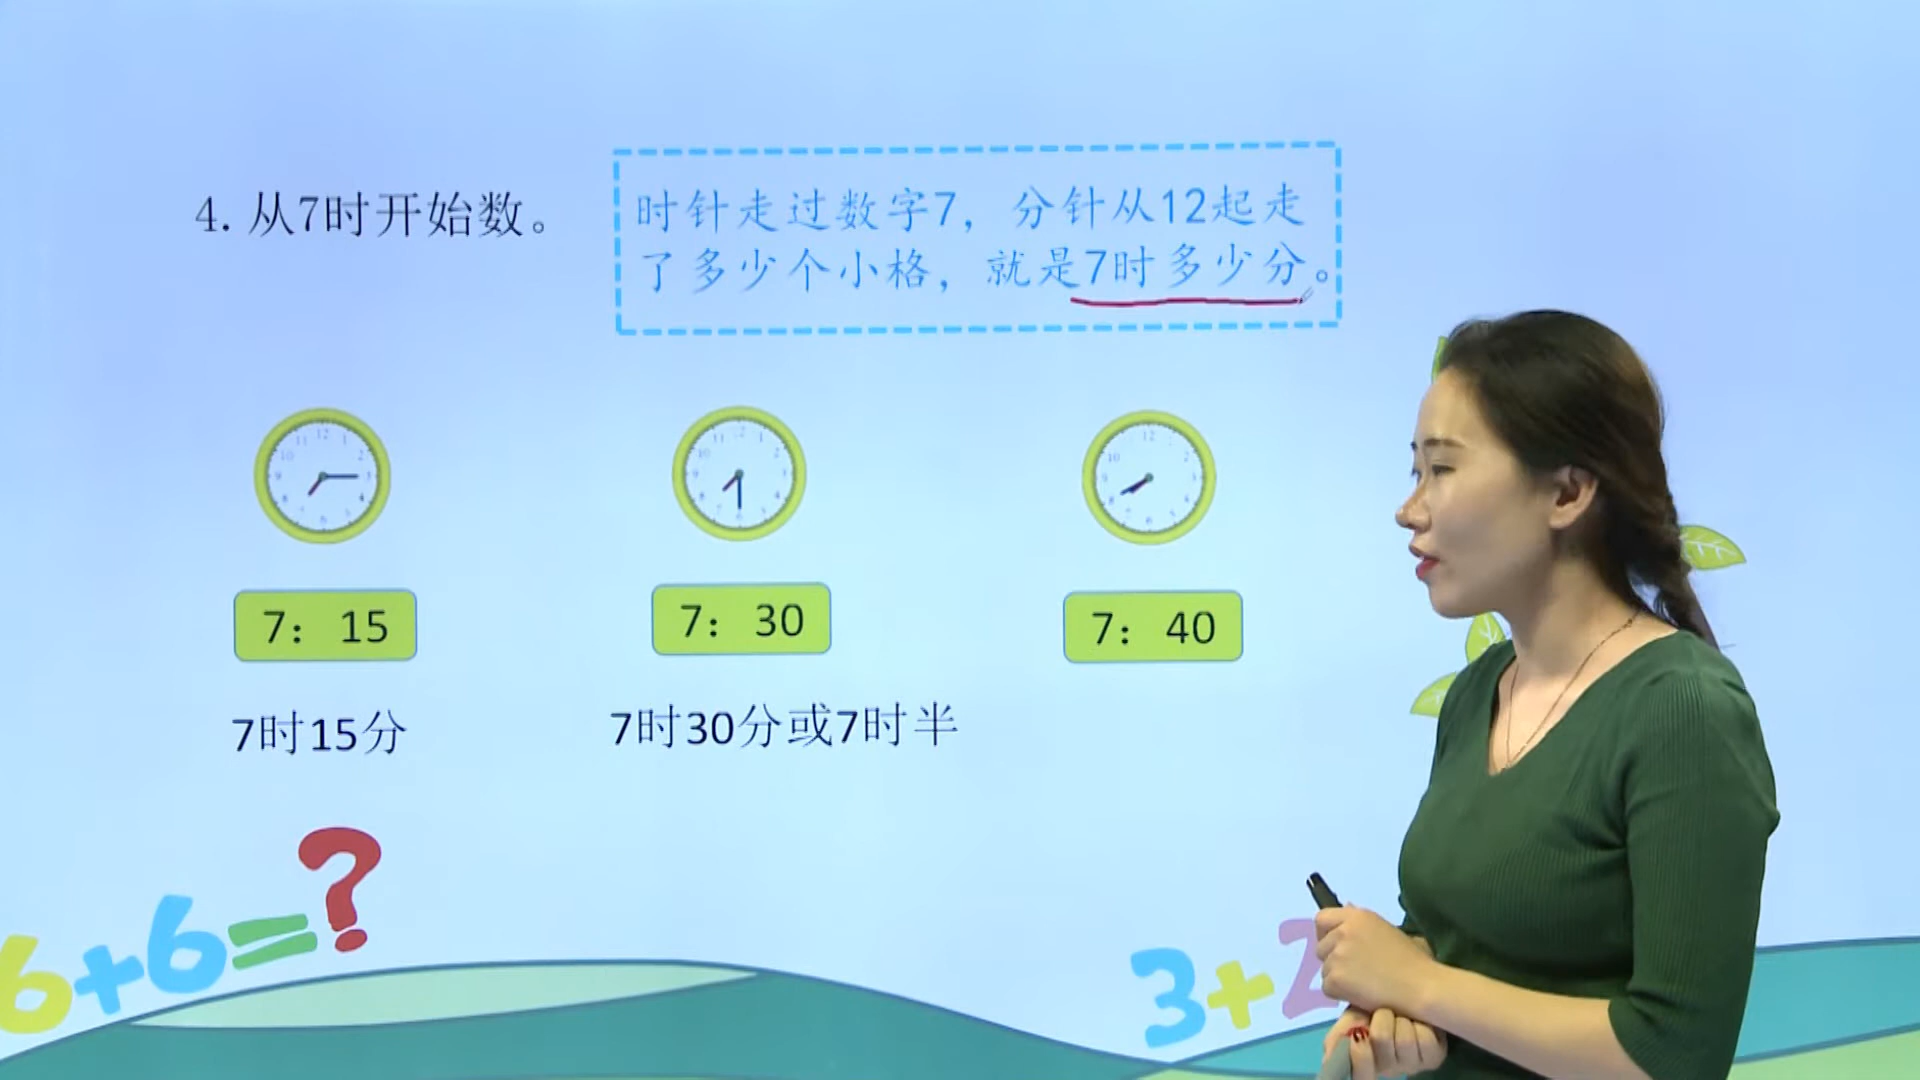 4. 从7时开始数。
时针走过数字7，分针从12起走
了多少个小格，就是7时多少分。
7：15
7：30
7：40
7时15分
7时30分或7时半
6+6=?
3+2